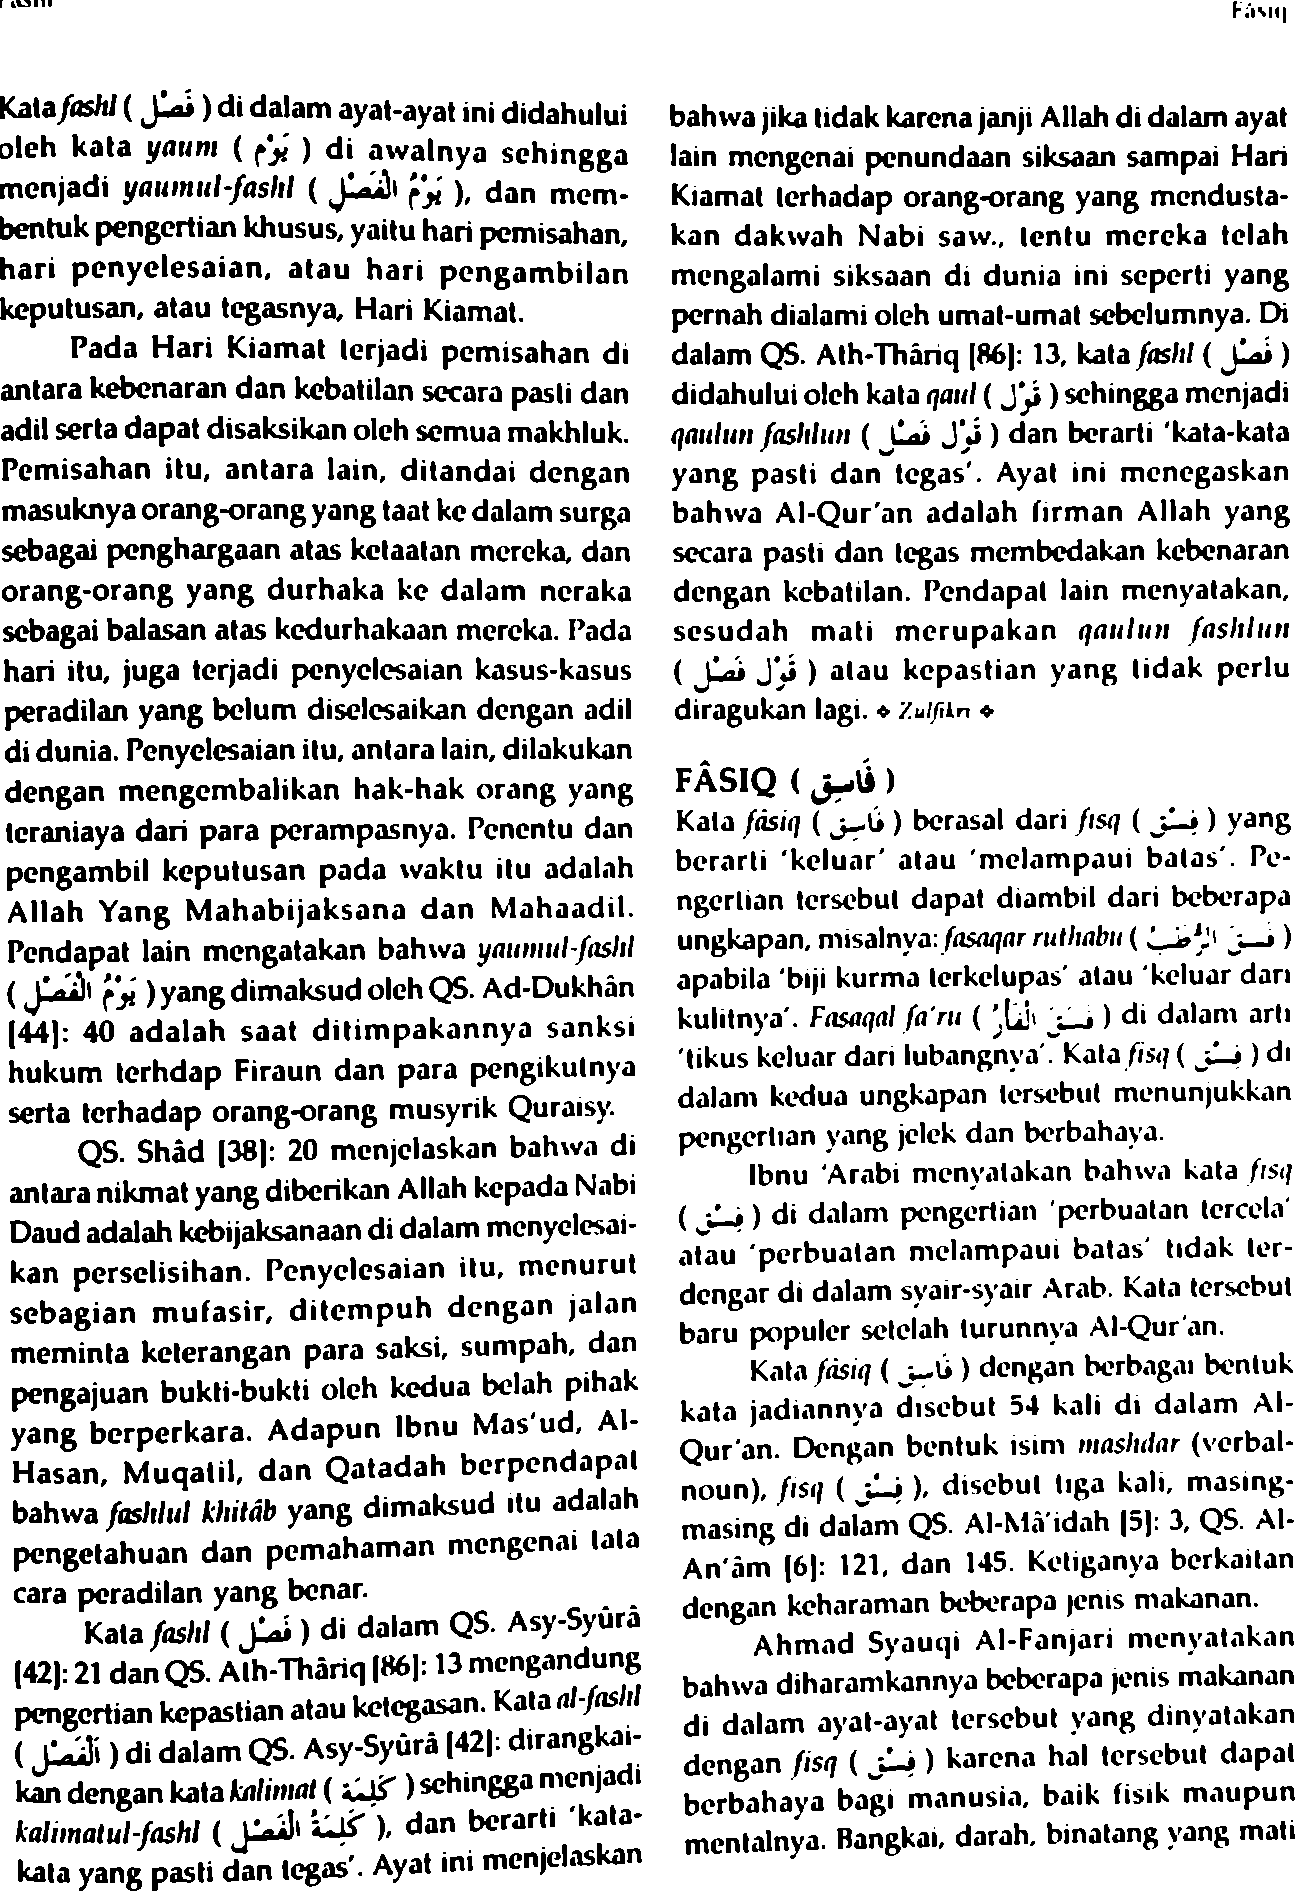 Fâsiq
Kata fashl ( فَصْل ) di dalam ayat-ayat ini didahului
oleh kata yaum ( يَوْم ) di awalnya sehingga
menjadi yaumul-fashl ( يَوْمُ الْفَصْل ), dan mem-
bentuk pengertian khusus, yaitu hari pemisahan,
hari penyelesaian, atau hari pengambilan
keputusan, atau tegasnya, Hari Kiamat.
Pada Hari Kiamat terjadi pemisahan di
antara kebenaran dan kebatilan secara pasti dan
adil serta dapat disaksikan oleh semua makhluk.
Pemisahan itu, antara lain, ditandai dengan
masuknya orang-orang yang taat ke dalam surga
sebagai penghargaan atas ketaatan mereka, dan
orang-orang yang durhaka ke dalam neraka
sebagai balasan atas kedurhakaan mereka. Pada
hari itu, juga terjadi penyelesaian kasus-kasus
peradilan yang belum diselesaikan dengan adil
di dunia. Penyelesaian itu, antara lain, dilakukan
dengan mengembalikan hak-hak orang yang
teraniaya dari para perampasnya. Penentu dan
pengambil keputusan pada waktu itu adalah
Allah Yang Mahabijaksana dan Mahaadil.
Pendapat lain mengatakan bahwa yaumul-fashl
( يَوْمُ الْفَصْل ) yang dimaksud oleh QS. Ad-Dukhân
[44]: 40 adalah saat ditimpakannya sanksi
hukum terhdap Firaun dan para pengikutnya
serta terhadap orang-orang musyrik Quraisy.
QS. Shâd [38]: 20 menjelaskan bahwa di
antara nikmat yang diberikan Allah kepada Nabi
Daud adalah kebijaksanaan di dalam menyelesai-
kan perselisihan. Penyelesaian itu, menurut
sebagian mufasir, ditempuh dengan jalan
meminta keterangan para saksi, sumpah, dan
pengajuan bukti-bukti oleh kedua belah pihak
yang berperkara. Adapun Ibnu Mas'ud, Al-
Hasan, Muqatil, dan Qatadah berpendapat
bahwa fashlul khitâb yang dimaksud itu adalah
pengetahuan dan pemahaman mengenai tata
cara peradilan yang benar.
Kata fashl ( فَصْل ) di dalam QS. Asy-Syûrâ
[42]: 21 dan QS. Ath-Thâriq [86]: 13 mengandung
pengertian kepastian atau ketegasan. Kata al-fashl
( اَلْفَصْل ) di dalam QS. Asy-Syûrâ [42]: dirangkai-
kan dengan kata kalimat ( كَلِمَة ) sehingga menjadi
kalimatul-fashl ( كَلِمَةُ الْفَصْل ), dan berarti 'kata-
kata yang pasti dan tegas'. Ayat ini menjelaskan
bahwa jika tidak karena janji Allah di dalam ayat
lain mengenai penundaan siksaan sampai Hari
Kiamat terhadap orang-orang yang mendusta-
kan dakwah Nabi saw., tentu mereka telah
mengalami siksaan di dunia ini seperti yang
pernah dialami oleh umat-umat sebelumnya. Di
dalam QS. Ath-Thâriq [86]: 13, kata fashl ( فَصْل )
didahului oleh kata qaul ( قَوْل ) sehingga menjadi
qaulun fashlun ( قَوْل فَصْل ) dan berarti 'kata-kata
yang pasti dan tegas'. Ayat ini menegaskan
bahwa Al-Qur'an adalah firman Allah yang
secara pasti dan tegas membedakan kebenaran
dengan kebatilan. Pendapat lain menyatakan,
sesudah mati merupakan qaulun fashlun
( قَوْل فَصْل ) atau kepastian yang tidak perlu
diragukan lagi. ❖ Zulfikri ❖
FÂSIQ ( فَاسِق )
Kata fâsiq ( فَاسِق ) berasal dari fisq ( فِسْق ) yang
berarti 'keluar' atau 'melampaui batas'. Pe-
ngertian tersebut dapat diambil dari beberapa
ungkapan, misalnya: fasaqar ruthabu ( فَسَقَ الرُّطَبُ )
apabila 'biji kurma terkelupas' atau 'keluar dari
kulitnya'. Fasaqal fa'ru ( فَسَقَ الْفَأْرُ ) di dalam arti
'tikus keluar dari lubangnya'. Kata fisq ( فِسْق ) di
dalam kedua ungkapan tersebut menunjukkan
pengertian yang jelek dan berbahaya.
Ibnu 'Arabi menyatakan bahwa kata fisq
( فِسْق ) di dalam pengertian 'perbuatan tercela'
atau 'perbuatan melampaui batas' tidak ter-
dengar di dalam syair-syair Arab. Kata tersebut
baru populer setelah turunnya Al-Qur'an.
Kata fâsiq ( فَاسِق ) dengan berbagai bentuk
kata jadiannya disebut 54 kali di dalam Al-
Qur'an. Dengan bentuk isim mashdar (verbal-
noun), fisq ( فِسْق ), disebut tiga kali, masing-
masing di dalam QS. Al-Mâ'idah [5]: 3, QS. Al-
An'âm [6]: 121, dan 145. Ketiganya berkaitan
dengan keharaman beberapa jenis makanan.
Ahmad Syauqi Al-Fanjari menyatakan
bahwa diharamkannya beberapa jenis makanan
di dalam ayat-ayat tersebut yang dinyatakan
dengan fisq ( فِسْق ) karena hal tersebut dapat
berbahaya bagi manusia, baik fisik maupun
mentalnya. Bangkai, darah, binatang yang mati